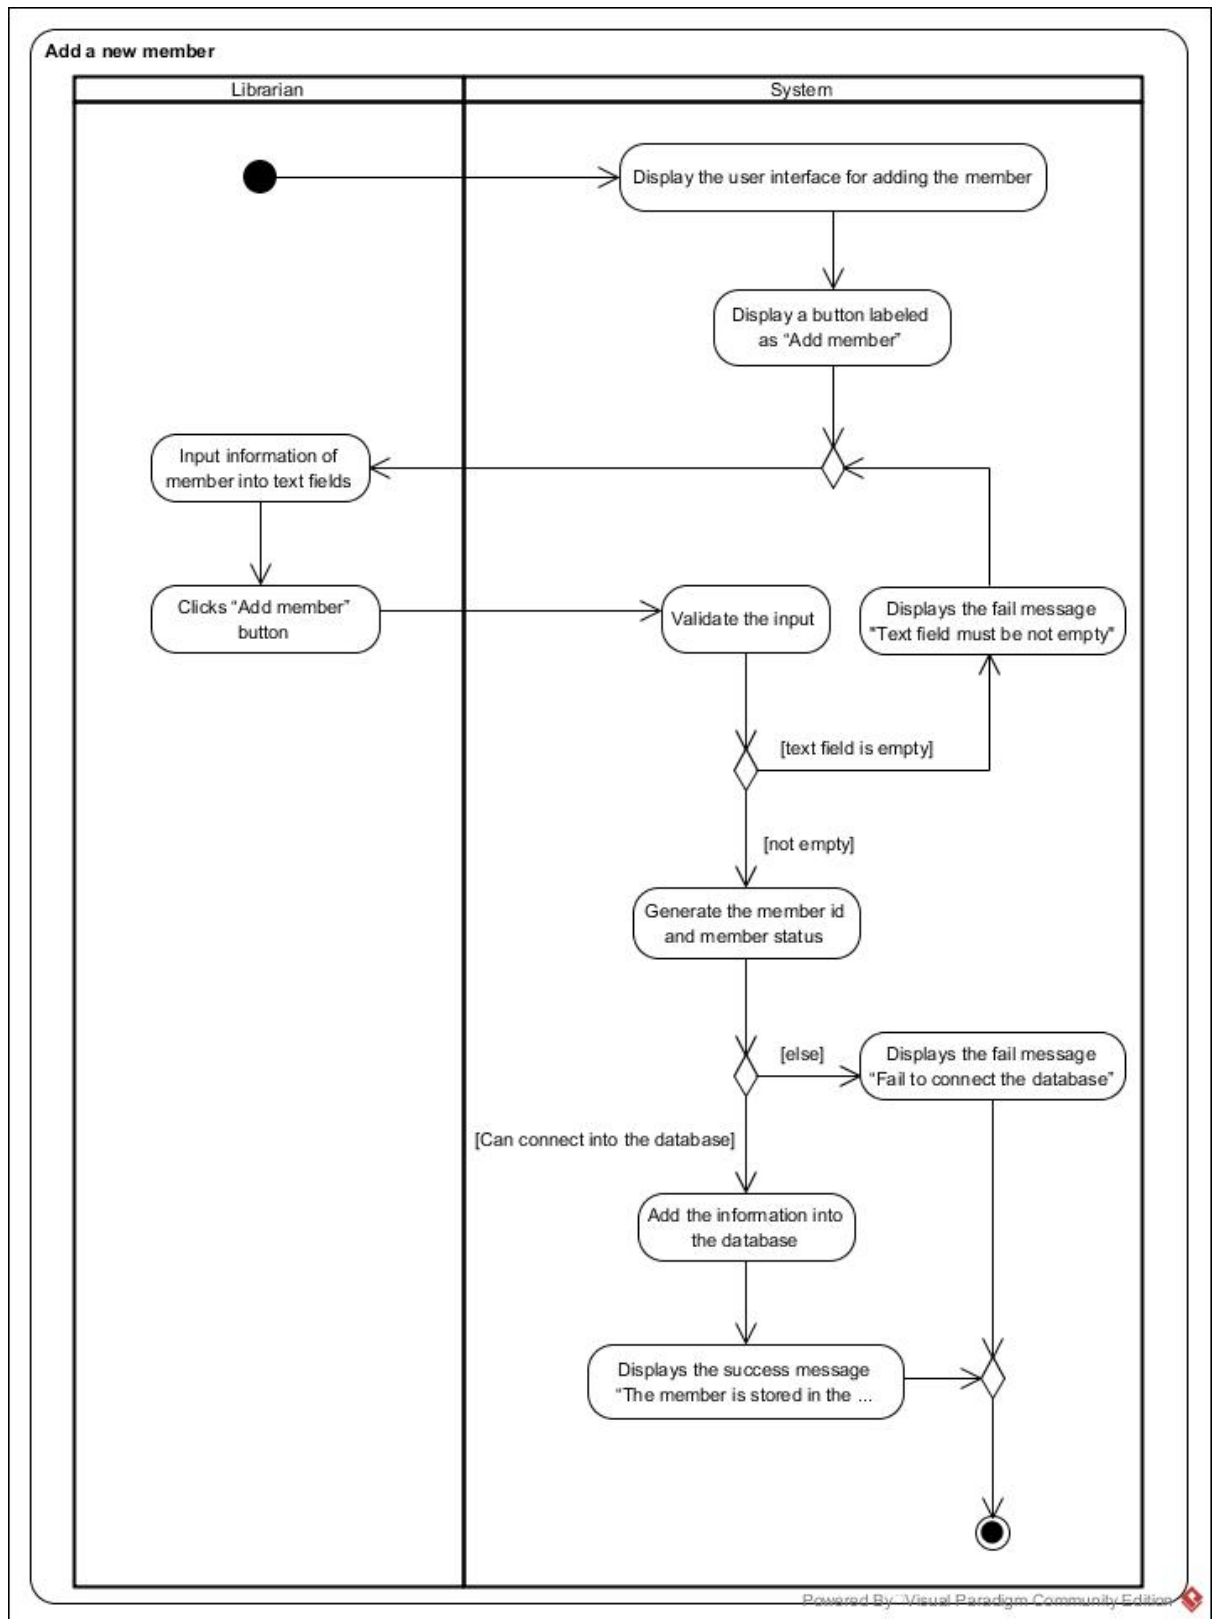 Add a new member
Librarian
System
Display the user interface for adding the member
Display a button labeled
as “Add member”
Input information of
member into text fields
Clicks “Add member”
button
Validate the input
Displays the fail message
"Text field must be not empty"
[text field is empty]
[not empty]
Generate the member id
and member status
[else]
Displays the fail message
“Fail to connect the database”
[Can connect into the database]
Add the information into
the database
Displays the success message
“The member is stored in the ...
Powered By Visual Paradigm Community Edition